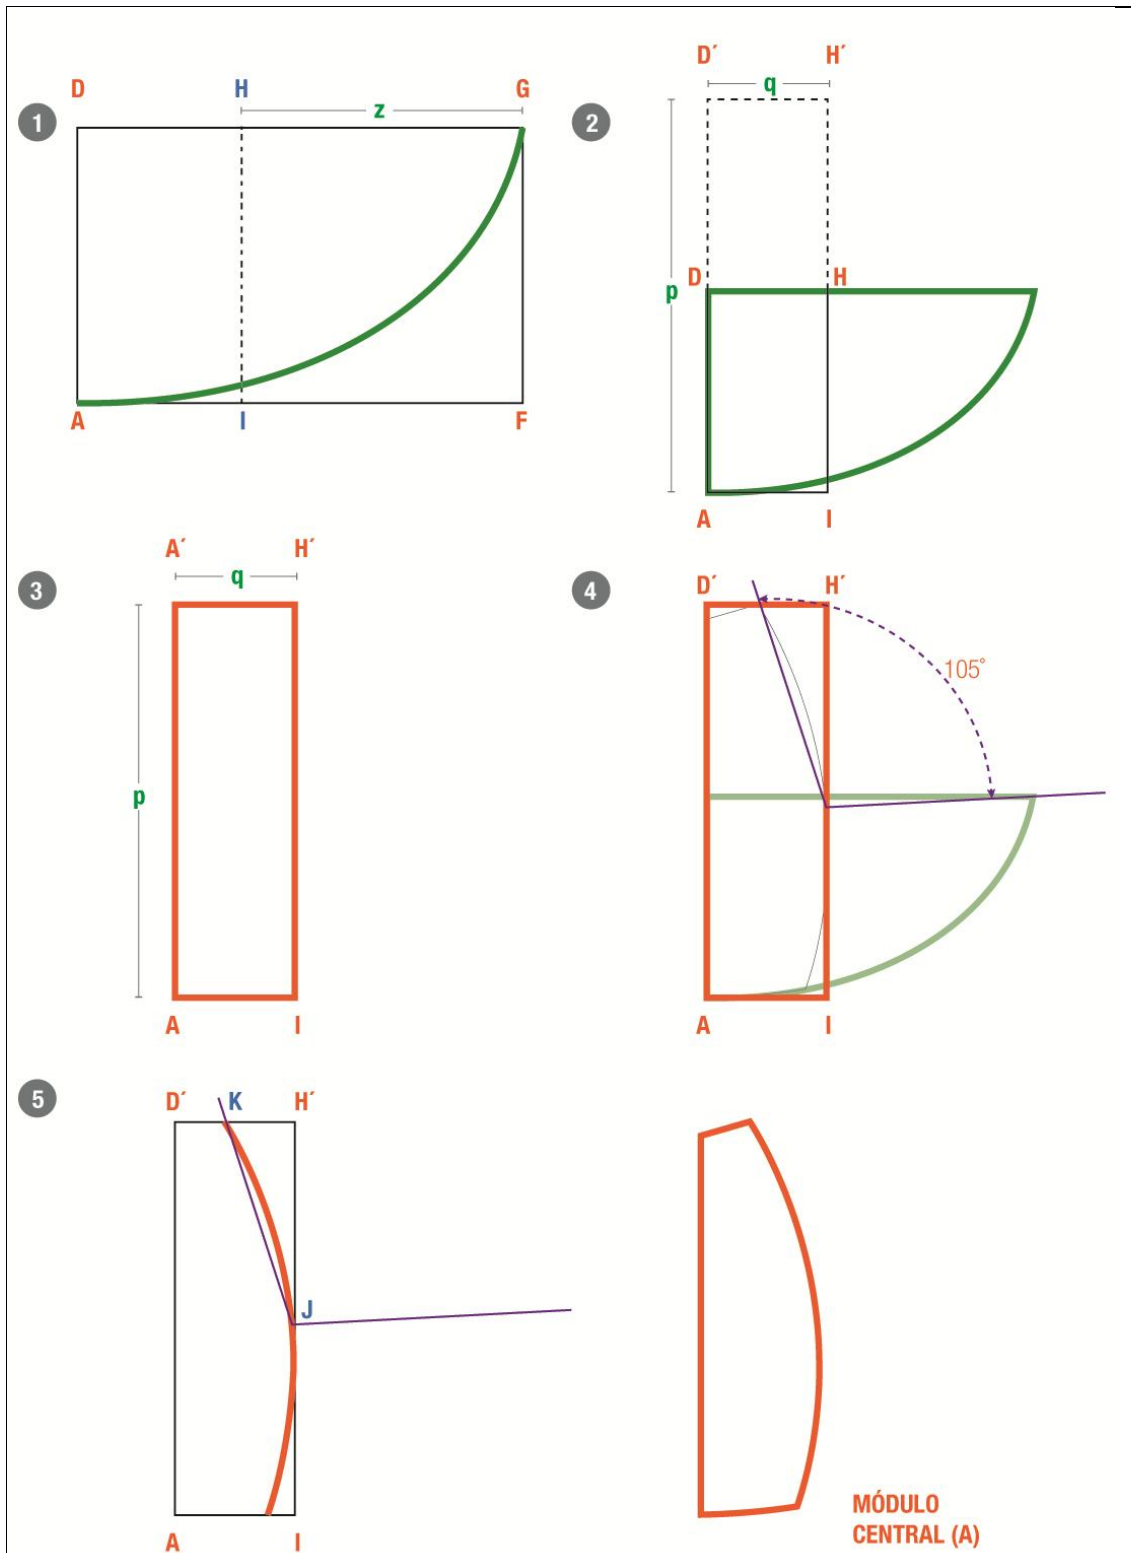 D H G
z
1
A I F
D´ H´
q
2
D H
p
A I
A´ H´
q
3
p
A I
D´ H´
4
105°
A I
5
D´ K H´
J
A I
MÓDULO
CENTRAL (A)